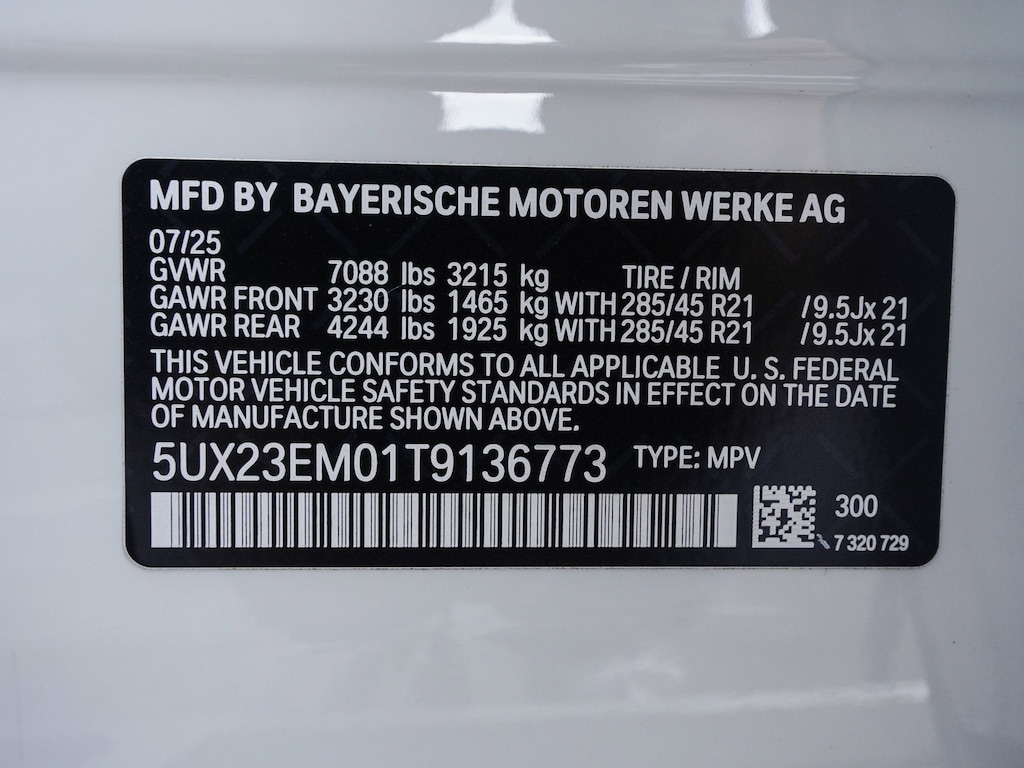 MFD BY BAYERISCHE MOTOREN WERKE AG
07/25
GVWR 7088 lbs 3215 kg TIRE / RIM
GAWR FRONT 3230 lbs 1465 kg WITH 285/45 R21 /9.5Jx 21
GAWR REAR 4244 lbs 1925 kg WITH 285/45 R21 /9.5Jx 21
THIS VEHICLE CONFORMS TO ALL APPLICABLE U. S. FEDERAL
MOTOR VEHICLE SAFETY STANDARDS IN EFFECT ON THE DATE
OF MANUFACTURE SHOWN ABOVE.
5UX23EM01T9136773 TYPE: MPV
300
7 320 729